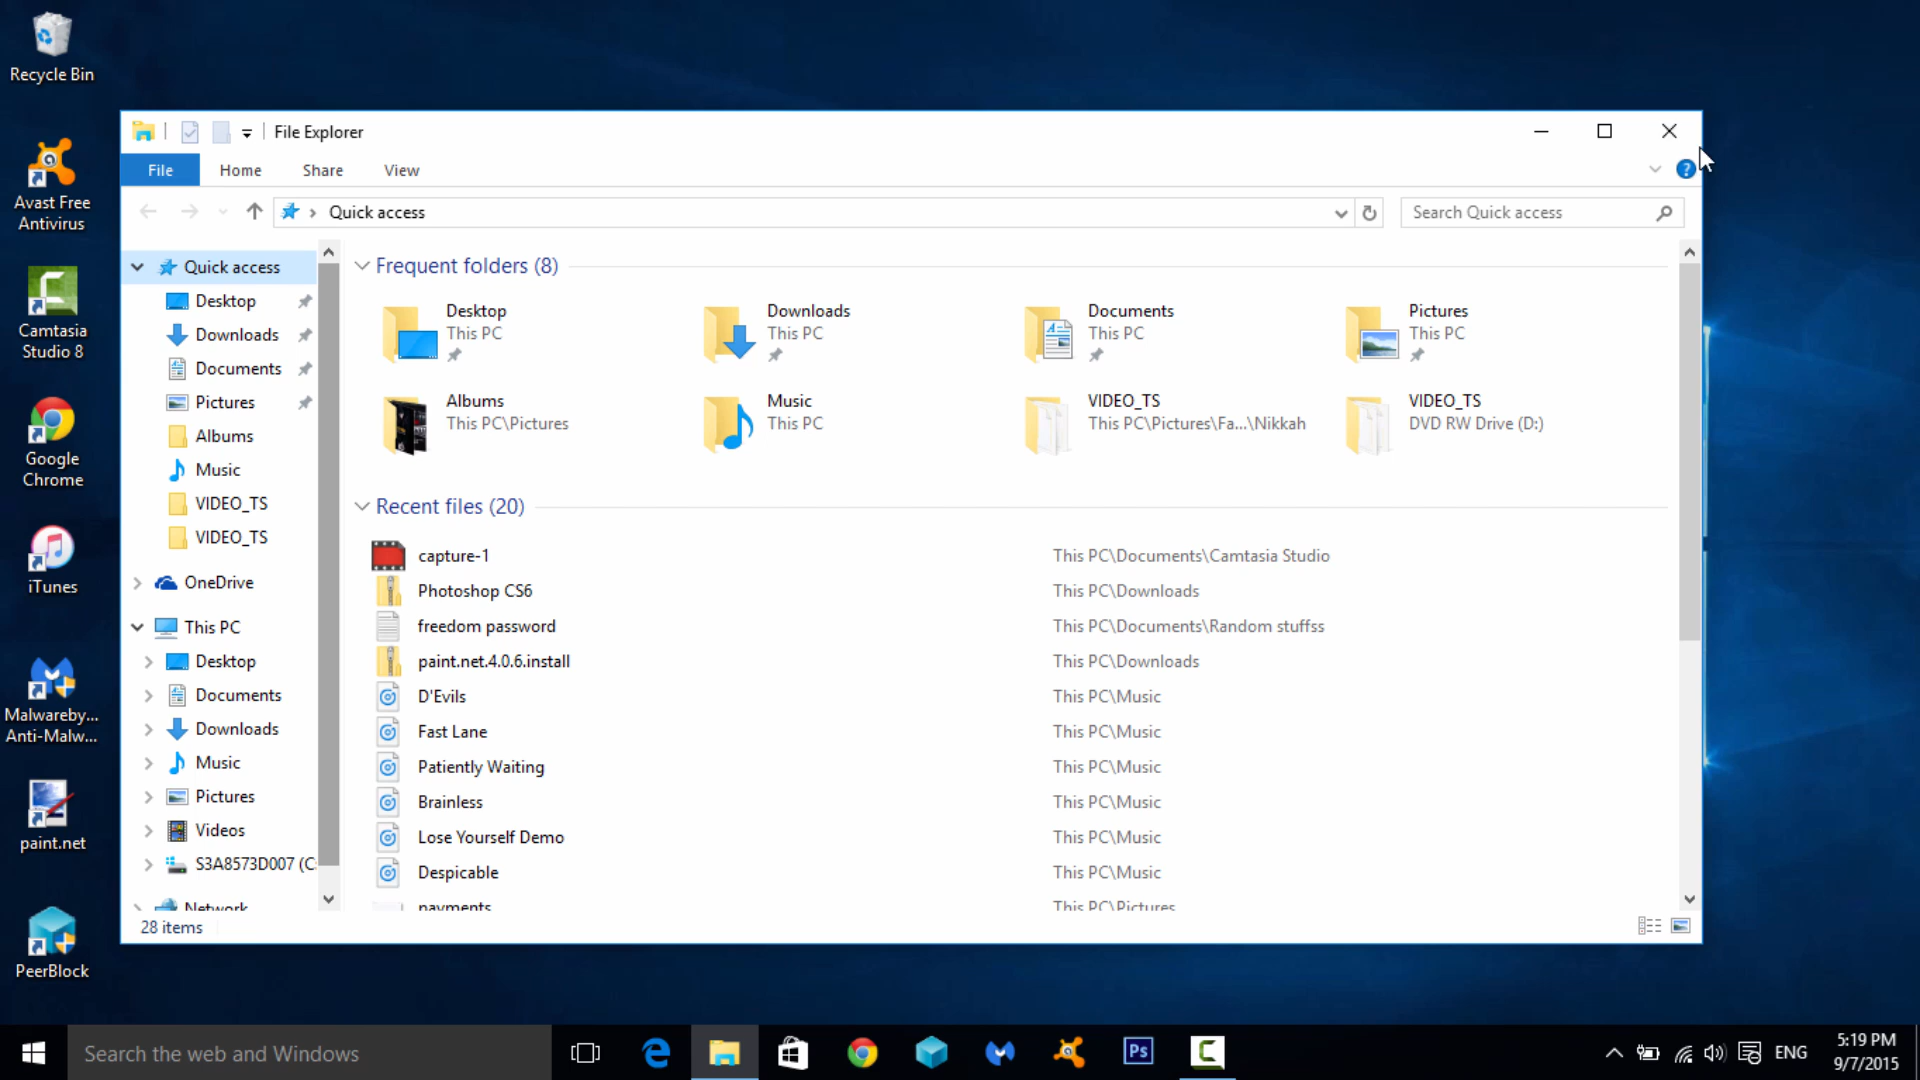 Recycle Bin
Avast Free
Antivirus
Camtasia
Studio 8
Google
Chrome
iTunes
Malwareby...
Anti-Malw...
paint.net
PeerBlock
File Explorer
File Home Share View
?
Quick access
Search Quick access
Quick access
Desktop
Downloads
Documents
Pictures
Albums
Music
VIDEO_TS
VIDEO_TS
OneDrive
This PC
Desktop
Documents
Downloads
Music
Pictures
Videos
S3A8573D007 (C:
Network
Frequent folders (8)
Desktop
This PC
Downloads
This PC
Documents
This PC
Pictures
This PC
Albums
This PC\Pictures
Music
This PC
VIDEO_TS
This PC\Pictures\Fa...\Nikkah
VIDEO_TS
DVD RW Drive (D:)
Recent files (20)
capture-1 This PC\Documents\Camtasia Studio
Photoshop CS6 This PC\Downloads
freedom password This PC\Documents\Random stuffss
paint.net.4.0.6.install This PC\Downloads
D'Evils This PC\Music
Fast Lane This PC\Music
Patiently Waiting This PC\Music
Brainless This PC\Music
Lose Yourself Demo This PC\Music
Despicable This PC\Music
payments This PC\Pictures
28 items
Search the web and Windows
Ps
ENG
5:19 PM
9/7/2015